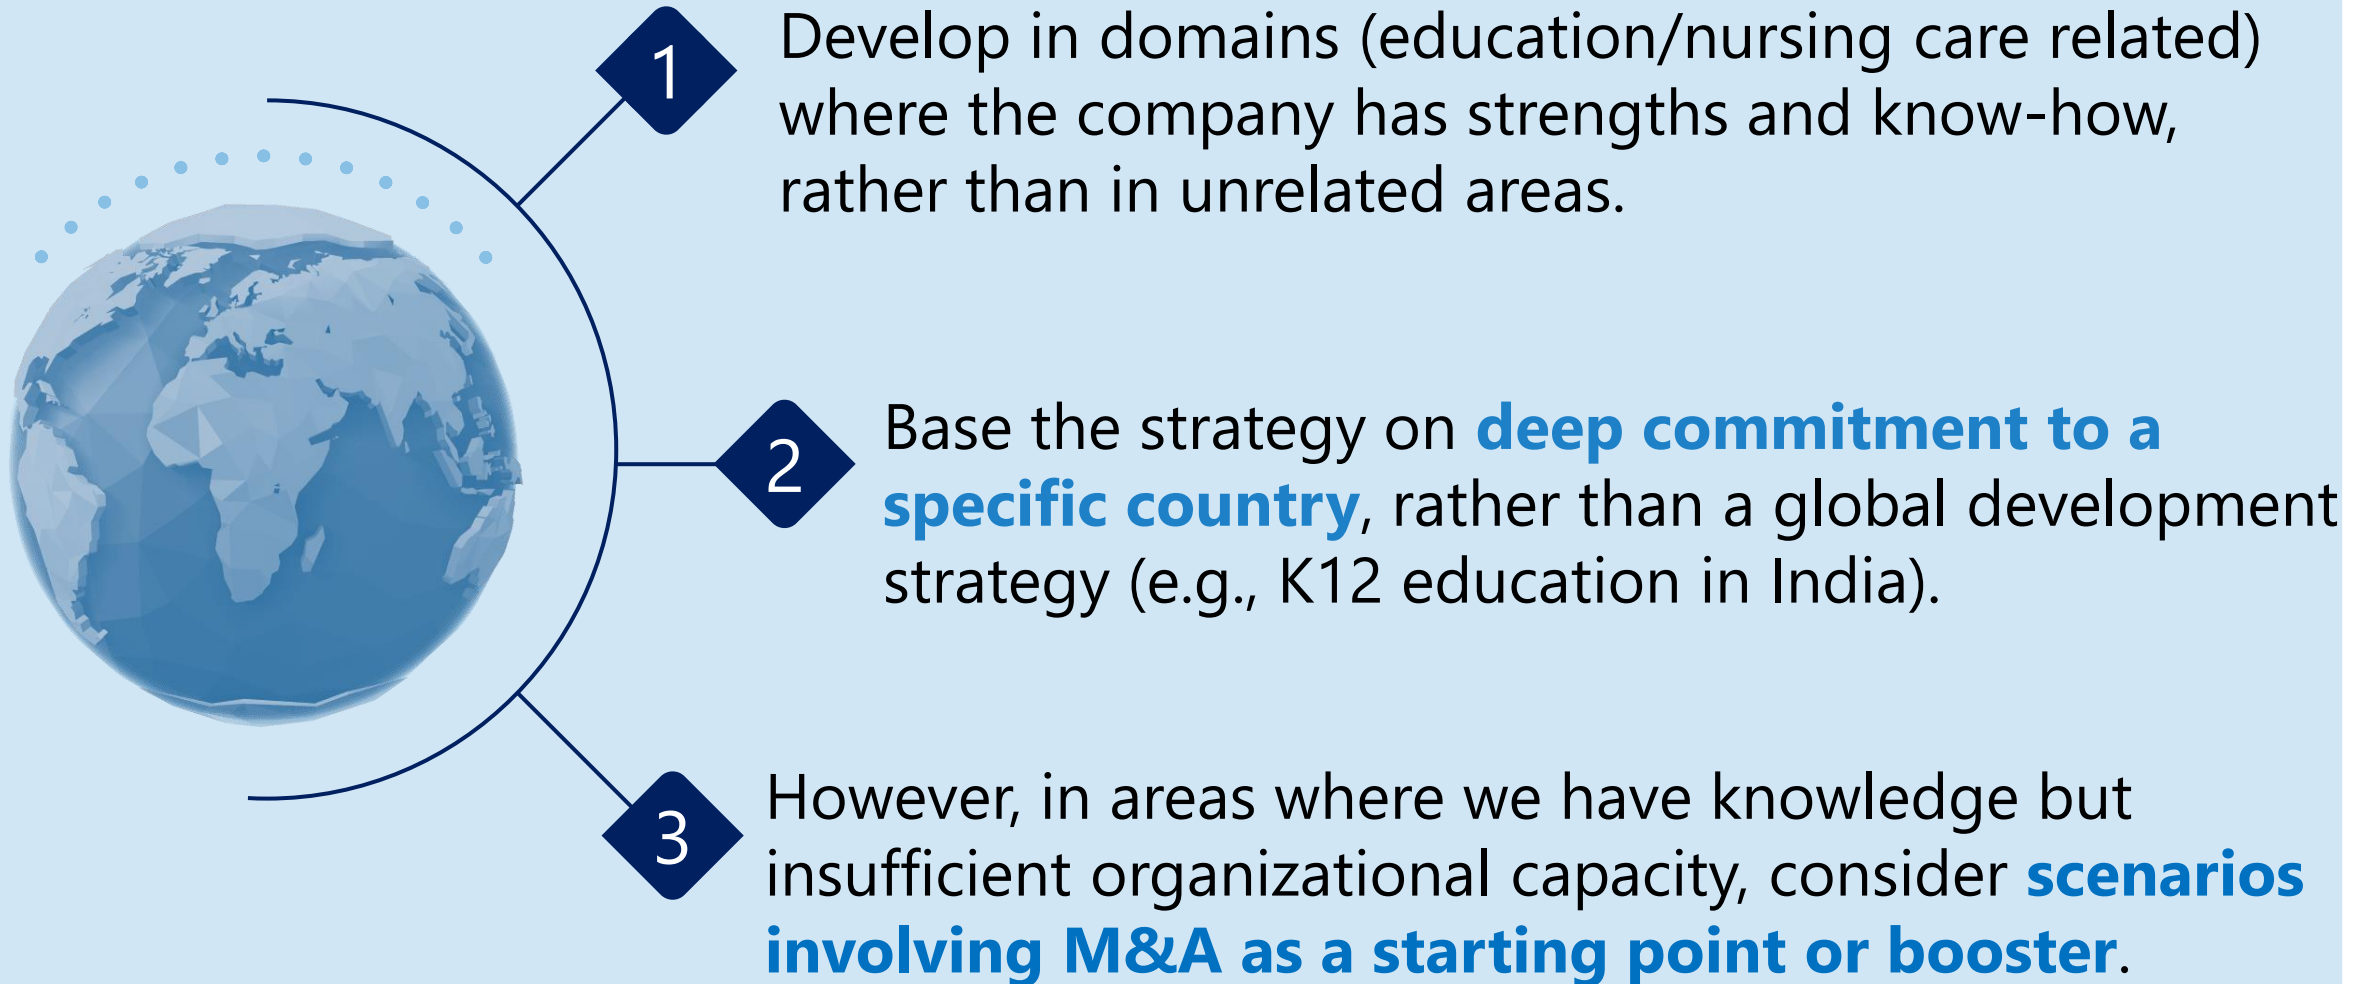 1
Develop in domains (education/nursing care related)
where the company has strengths and know-how,
rather than in unrelated areas.
2
Base the strategy on deep commitment to a
specific country, rather than a global development
strategy (e.g., K12 education in India).
3
However, in areas where we have knowledge but
insufficient organizational capacity, consider scenarios
involving M&A as a starting point or booster.